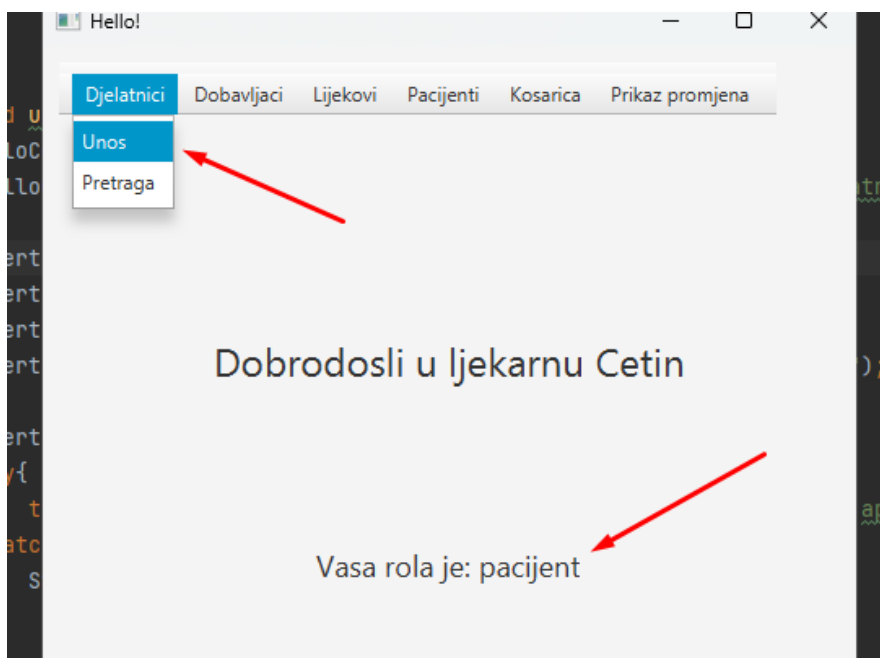 Hello!
Djelatnici Dobavljaci Lijekovi Pacijenti Kosarica Prikaz promjena
Unos
Pretraga
Dobrodosli u ljekarnu Cetin
Vasa rola je: pacijent